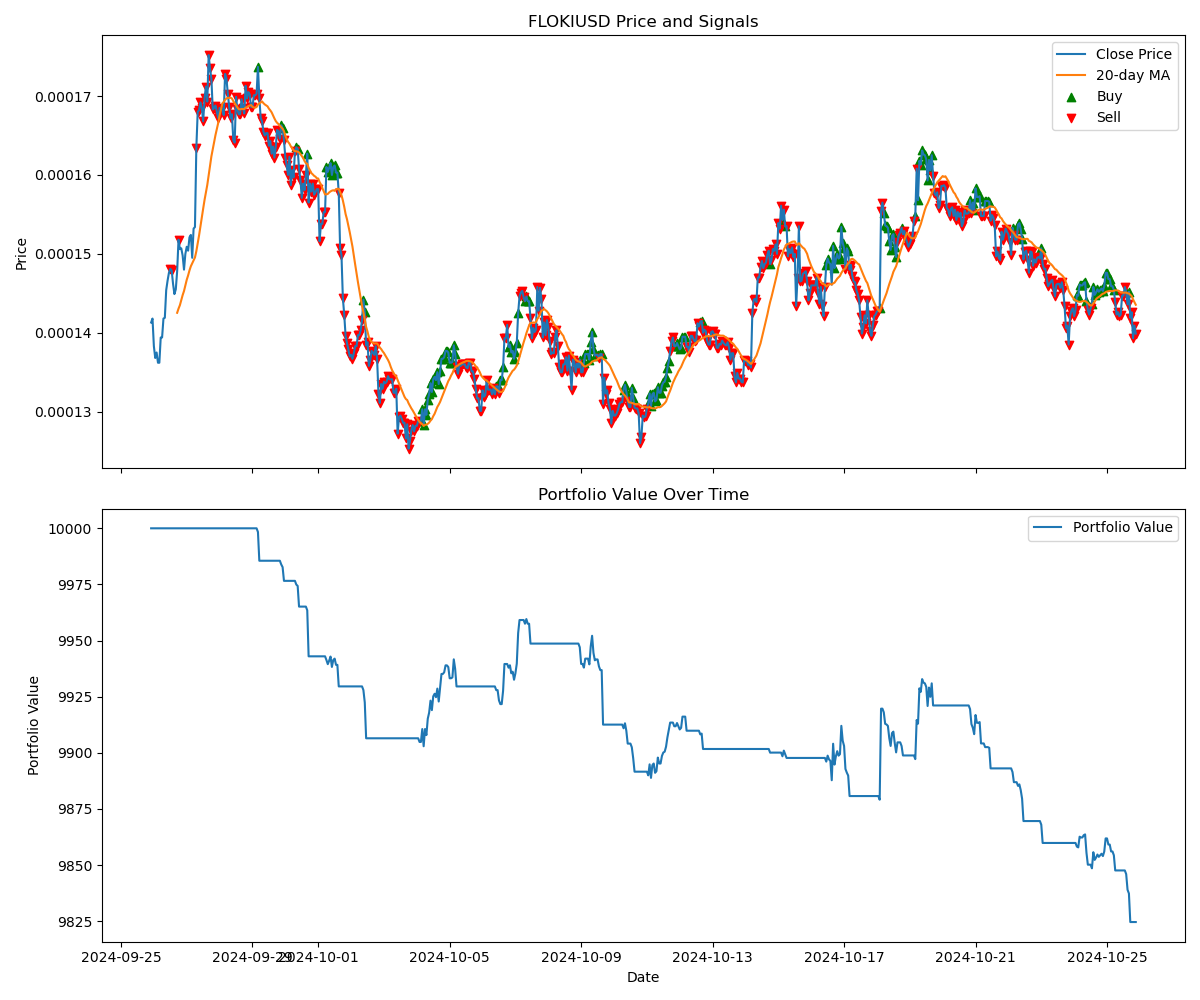 FLOKIUSD Price and Signals
Close Price
20-day MA
Buy
Sell
0.00017
0.00016
0.00015
0.00014
0.00013
Price
Portfolio Value Over Time
Portfolio Value
10000
9975
9950
9925
9900
9875
9850
9825
Portfolio Value
2024-09-25 2024-09-29 2024-10-01 2024-10-05 2024-10-09 2024-10-13 2024-10-17 2024-10-21 2024-10-25
Date